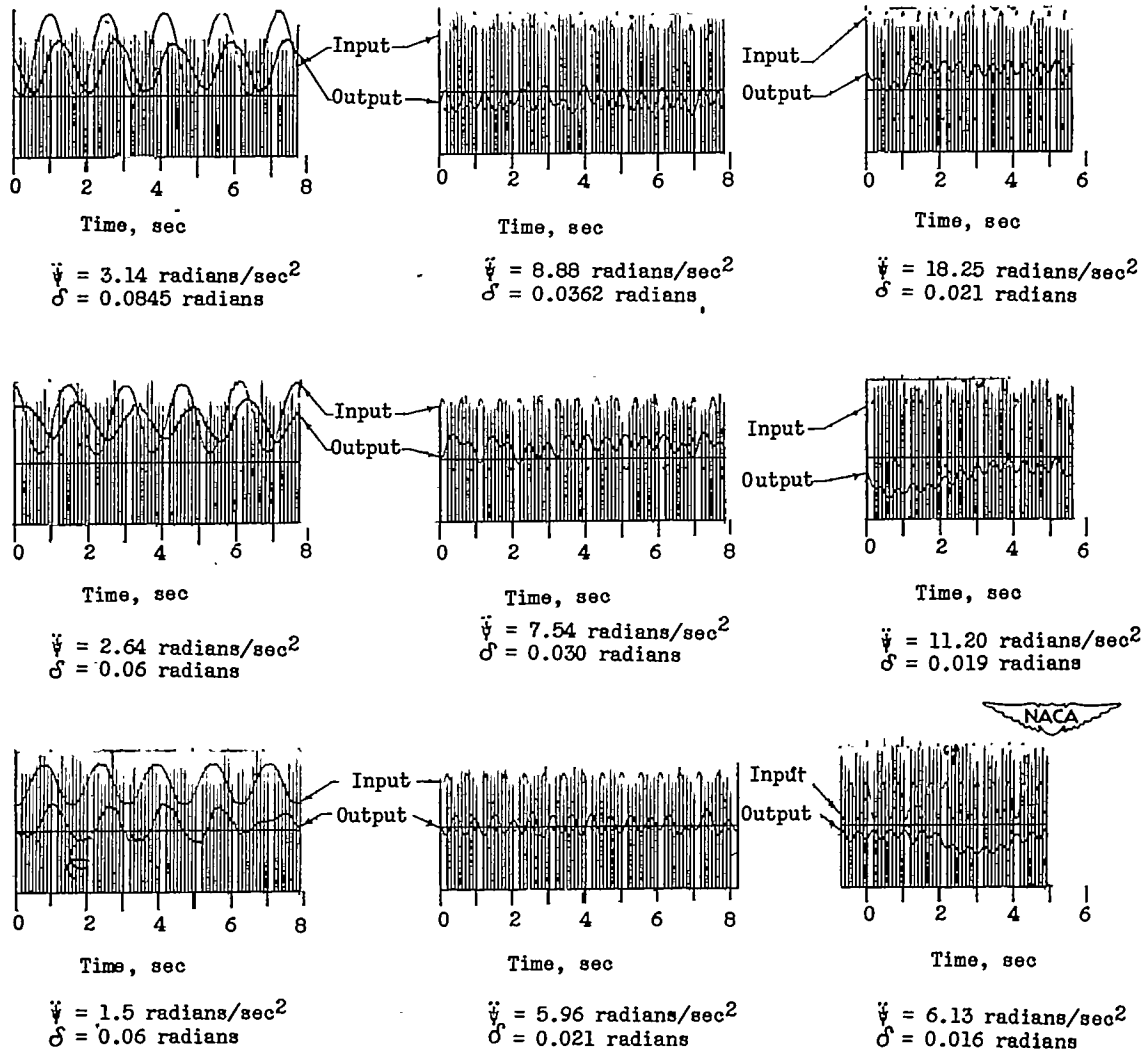 Input
Output
Input
Output
0 2 4 6 8
0 2 4 6 8
0 2 4 6
Time, sec
Time, sec
Time, sec
ψ̈ = 3.14 radians/sec²
δ = 0.0845 radians
ψ̈ = 8.88 radians/sec²
δ = 0.0362 radians
ψ̈ = 18.25 radians/sec²
δ = 0.021 radians
Input
Output
Input
Output
0 2 4 6 8
0 2 4 6 8
0 2 4 6
Time, sec
Time, sec
Time, sec
ψ̈ = 2.64 radians/sec²
δ = 0.06 radians
ψ̈ = 7.54 radians/sec²
δ = 0.030 radians
ψ̈ = 11.20 radians/sec²
δ = 0.019 radians
NACA
Input
Output
Input
Output
0 2 4 6 8
0 2 4 6 8
0 2 4 6
Time, sec
Time, sec
Time, sec
ψ̈ = 1.5 radians/sec²
δ = 0.06 radians
ψ̈ = 5.96 radians/sec²
δ = 0.021 radians
ψ̈ = 6.13 radians/sec²
δ = 0.016 radians